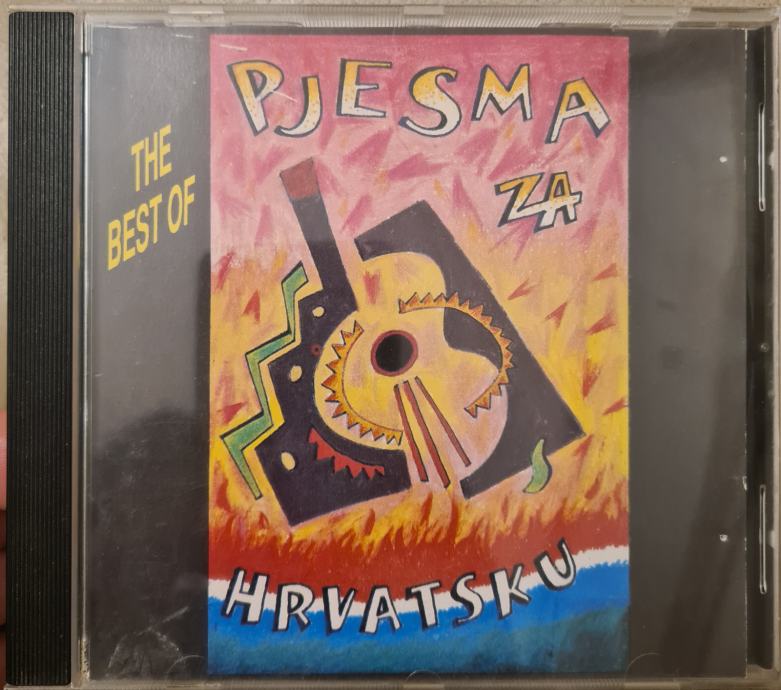 THE
BEST OF
PJESMA
ZA
HRVATSKU